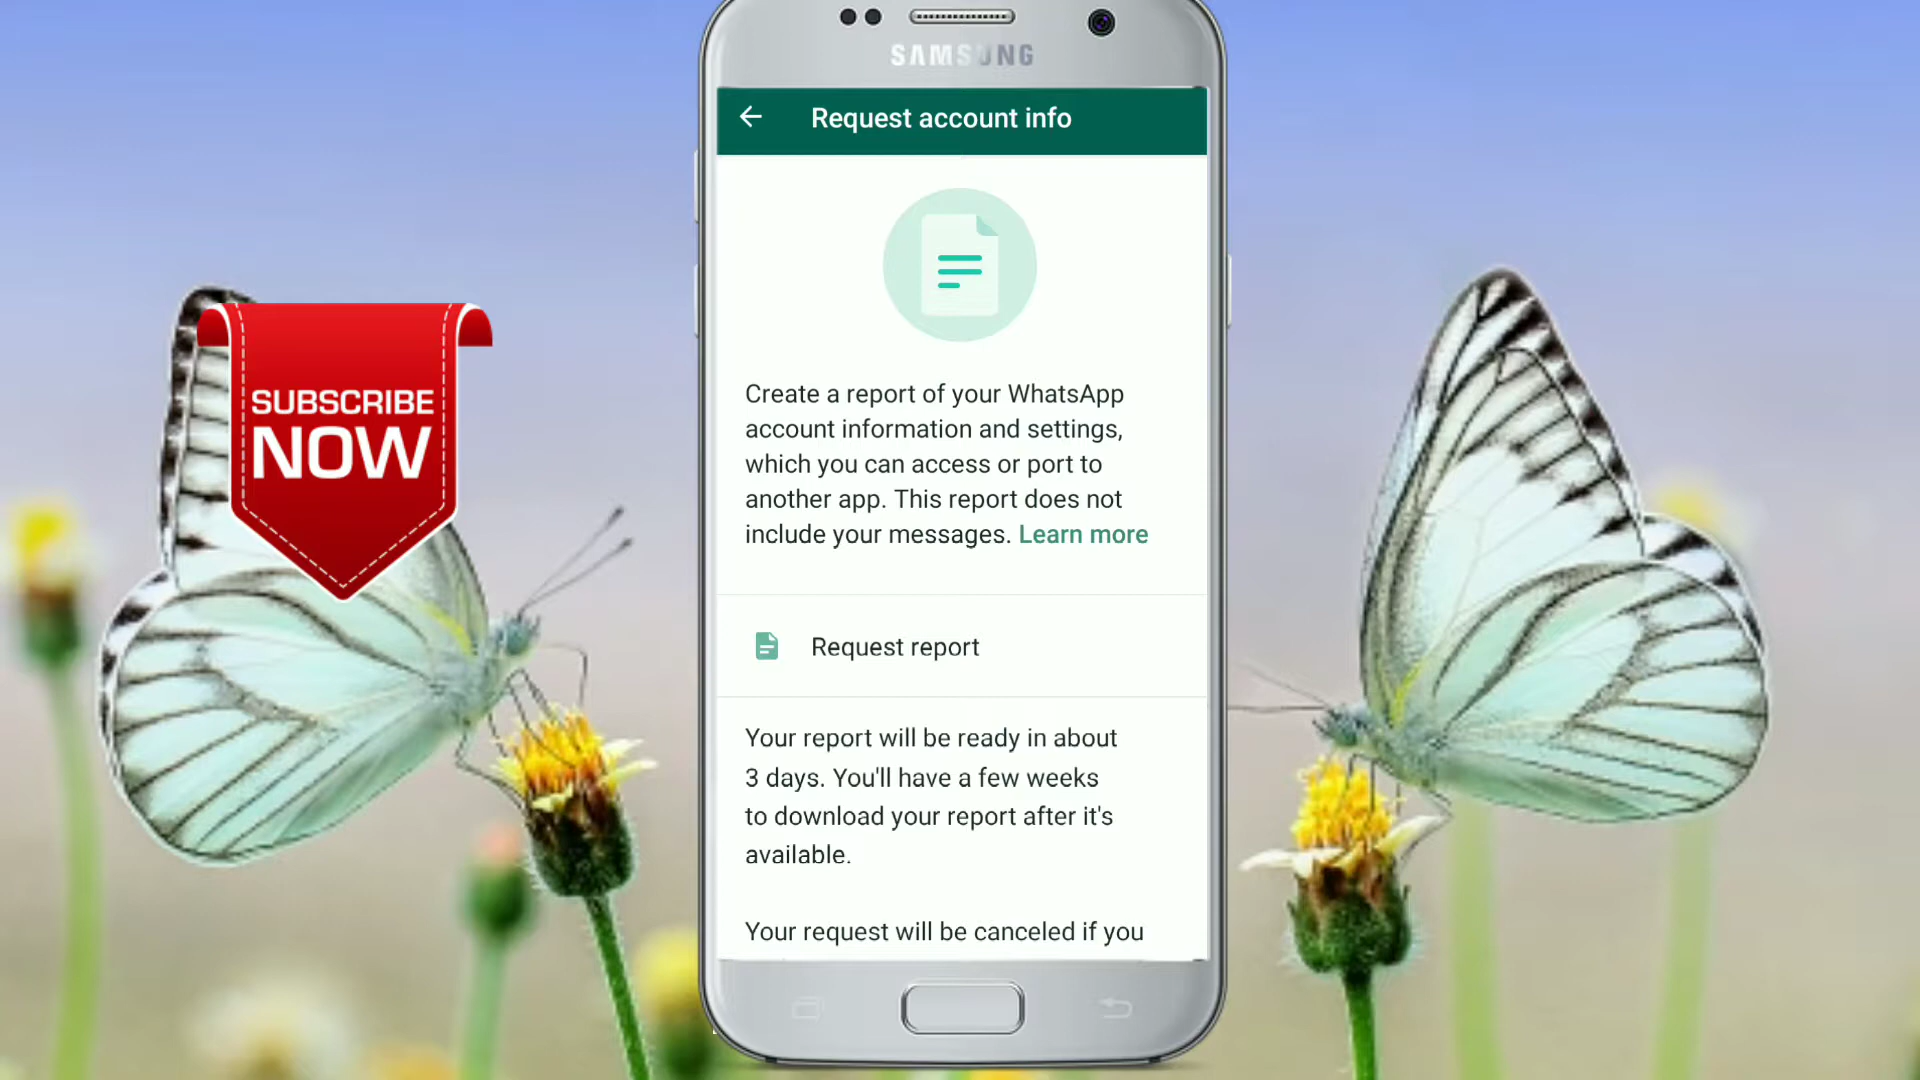 SAMSUNG
Request account info
SUBSCRIBE
NOW
Create a report of your WhatsApp
account information and settings,
which you can access or port to
another app. This report does not
include your messages. Learn more
Request report
Your report will be ready in about
3 days. You'll have a few weeks
to download your report after it's
available.
Your request will be canceled if you